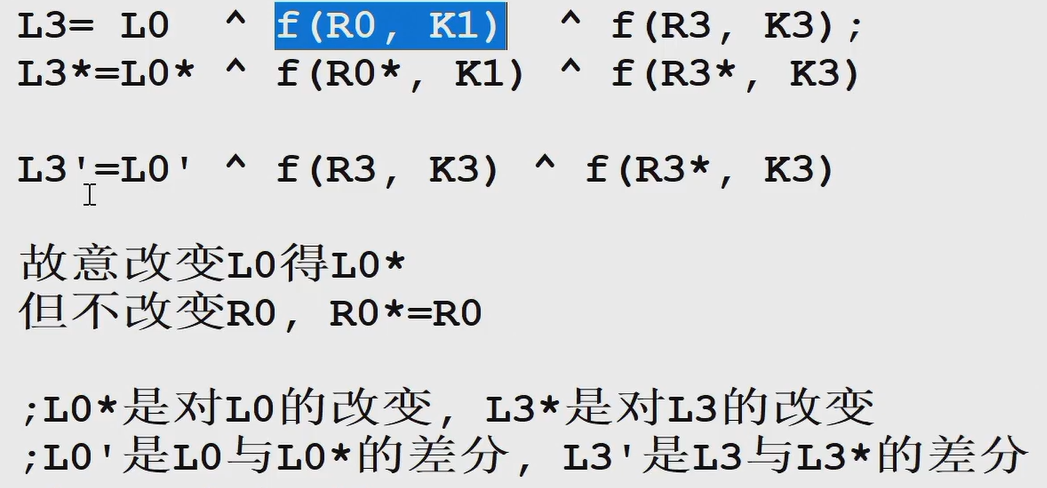 L3= L0 ^ f(R0, K1) ^ f(R3, K3);
L3*=L0* ^ f(R0*, K1) ^ f(R3*, K3)
L3'=L0' ^ f(R3, K3) ^ f(R3*, K3)
故意改变L0得L0*
但不改变R0, R0*=R0
;L0*是对L0的改变, L3*是对L3的改变
;L0'是L0与L0*的差分, L3'是L3与L3*的差分